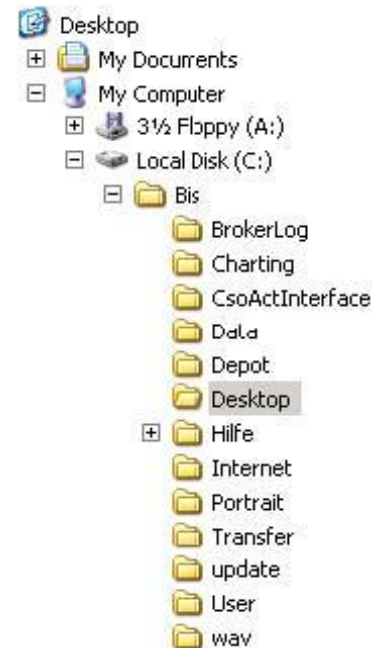 Desktop
My Documents
My Computer
3½ Floppy (A:)
Local Disk (C:)
Bis
BrokerLog
Charting
CsoActInterface
Data
Depot
Desktop
Hilfe
Internet
Portrait
Transfer
update
User
wav